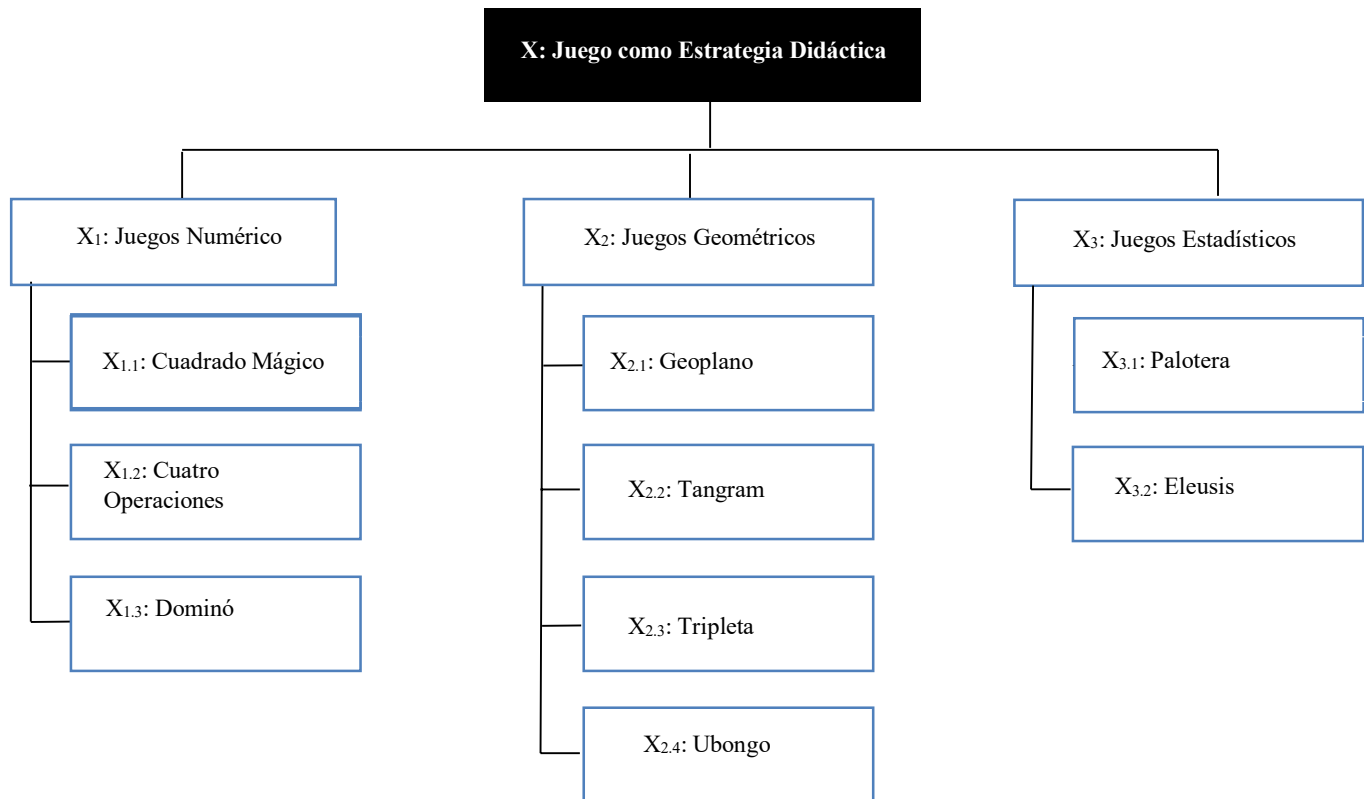 X: Juego como Estrategia Didáctica
X1: Juegos Numérico
X1.1: Cuadrado Mágico
X1.2: Cuatro
Operaciones
X1.3: Dominó
X2: Juegos Geométricos
X2.1: Geoplano
X2.2: Tangram
X2.3: Tripleta
X2.4: Ubongo
X3: Juegos Estadísticos
X3.1: Palotera
X3.2: Eleusis